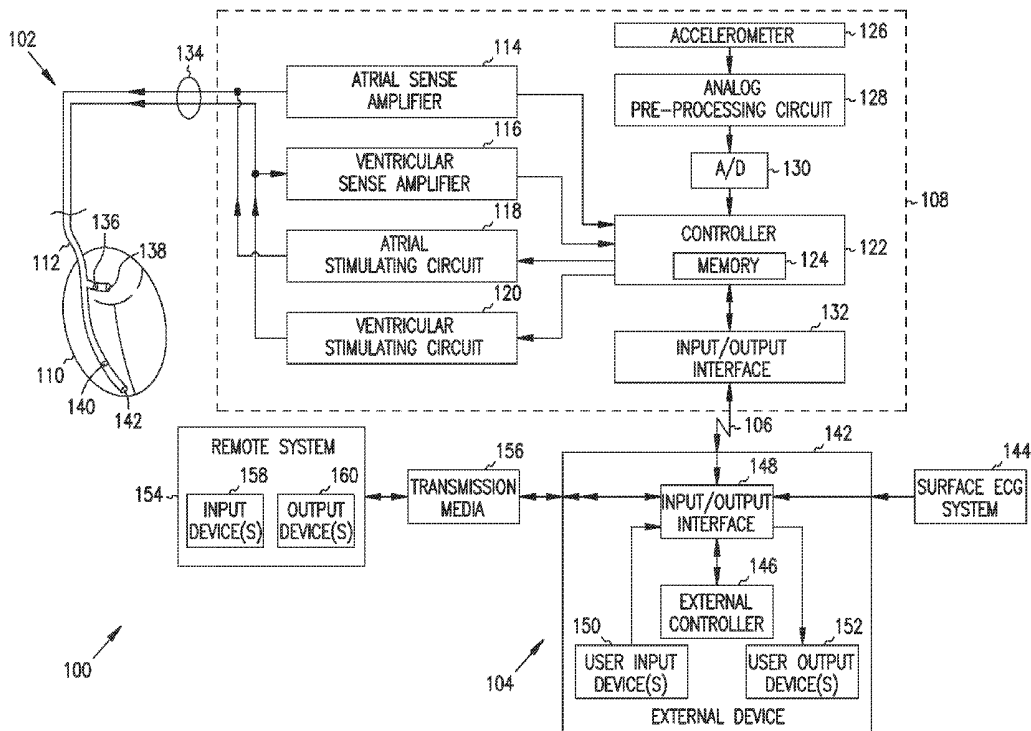 102
134
114
ATRIAL SENSE
AMPLIFIER
116
VENTRICULAR
SENSE AMPLIFIER
118
ATRIAL
STIMULATING CIRCUIT
120
VENTRICULAR
STIMULATING CIRCUIT
ACCELEROMETER
126
ANALOG
PRE-PROCESSING CIRCUIT
128
A/D
130
108
CONTROLLER
122
MEMORY
124
132
INPUT/OUTPUT
INTERFACE
136
138
112
110
140
142
106
142
REMOTE SYSTEM
154
158
INPUT
DEVICE(S)
160
OUTPUT
DEVICE(S)
156
TRANSMISSION
MEDIA
148
INPUT/OUTPUT
INTERFACE
144
SURFACE ECG
SYSTEM
146
EXTERNAL
CONTROLLER
150
USER INPUT
DEVICE(S)
152
USER OUTPUT
DEVICE(S)
EXTERNAL DEVICE
100
104